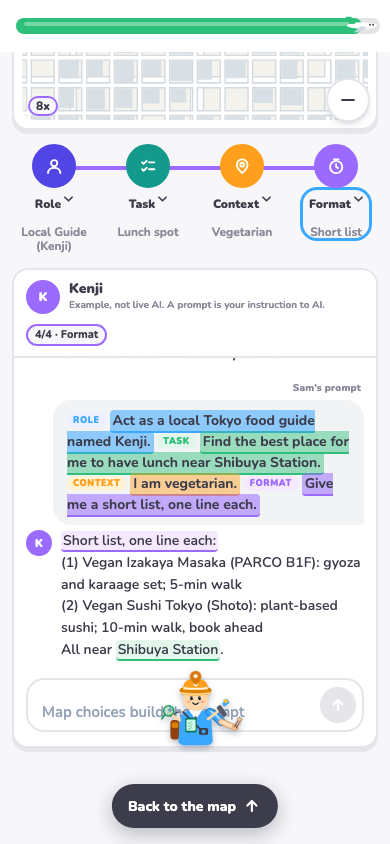 8x
Role
Task
Context
Format
Local Guide
(Kenji)
Lunch spot
Vegetarian
Short list
K
Kenji
Example, not live AI. A prompt is your instruction to AI.
4/4 · Format
Sam's prompt
ROLE Act as a local Tokyo food guide
named Kenji. TASK Find the best place for
me to have lunch near Shibuya Station.
CONTEXT I am vegetarian. FORMAT Give
me a short list, one line each.
K
Short list, one line each:
(1) Vegan Izakaya Masaka (PARCO B1F): gyoza
and karaage set; 5-min walk
(2) Vegan Sushi Tokyo (Shoto): plant-based
sushi; 10-min walk, book ahead
All near Shibuya Station.
Map choices build
Back to the map